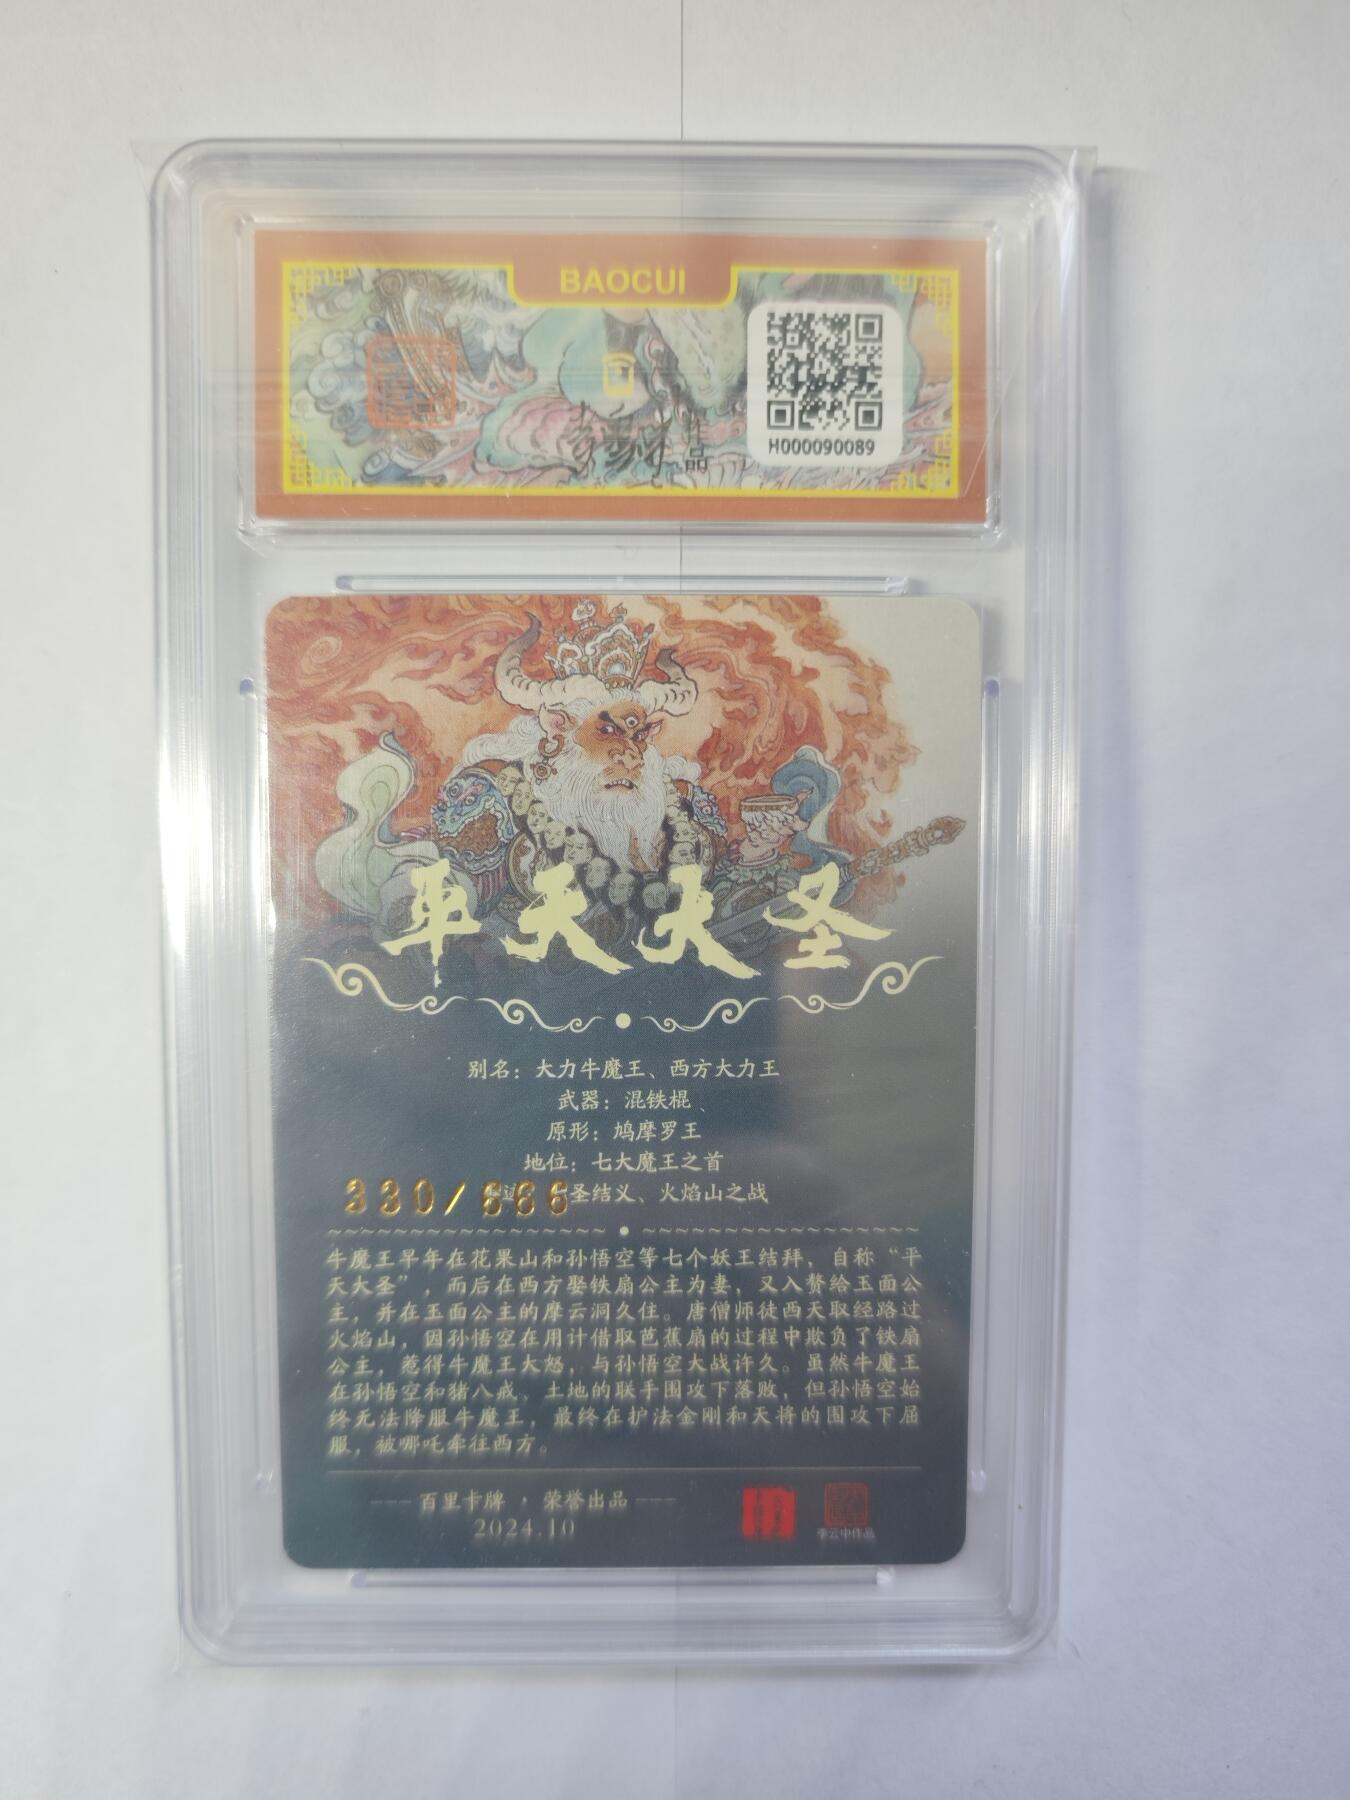 BAOCUI
作品
H000090089
平天大圣
别名：大力牛魔王、西方大力王
武器：混铁棍
原形：鸠摩罗王
地位：七大魔王之首
330/666
圣结义、火焰山之战
牛魔王早年在花果山和孙悟空等七个妖王结拜，自称“平
天大圣”，而后在西方娶铁扇公主为妻，又入赘给玉面公
主，并在玉面公主的摩云洞久住。唐僧师徒西天取经路过
火焰山，因孙悟空在用计借取芭蕉扇的过程中欺负了铁扇
公主，惹得牛魔王大怒，与孙悟空大战许久。虽然牛魔王
在孙悟空和猪八戒、土地的联手围攻下落败，但孙悟空始
终无法降服牛魔王，最终在护法金刚和天将的围攻下屈
服，被哪吒牵往西方。
--- 百里卡牌 · 荣誉出品 ---
2024.10
李云中作品